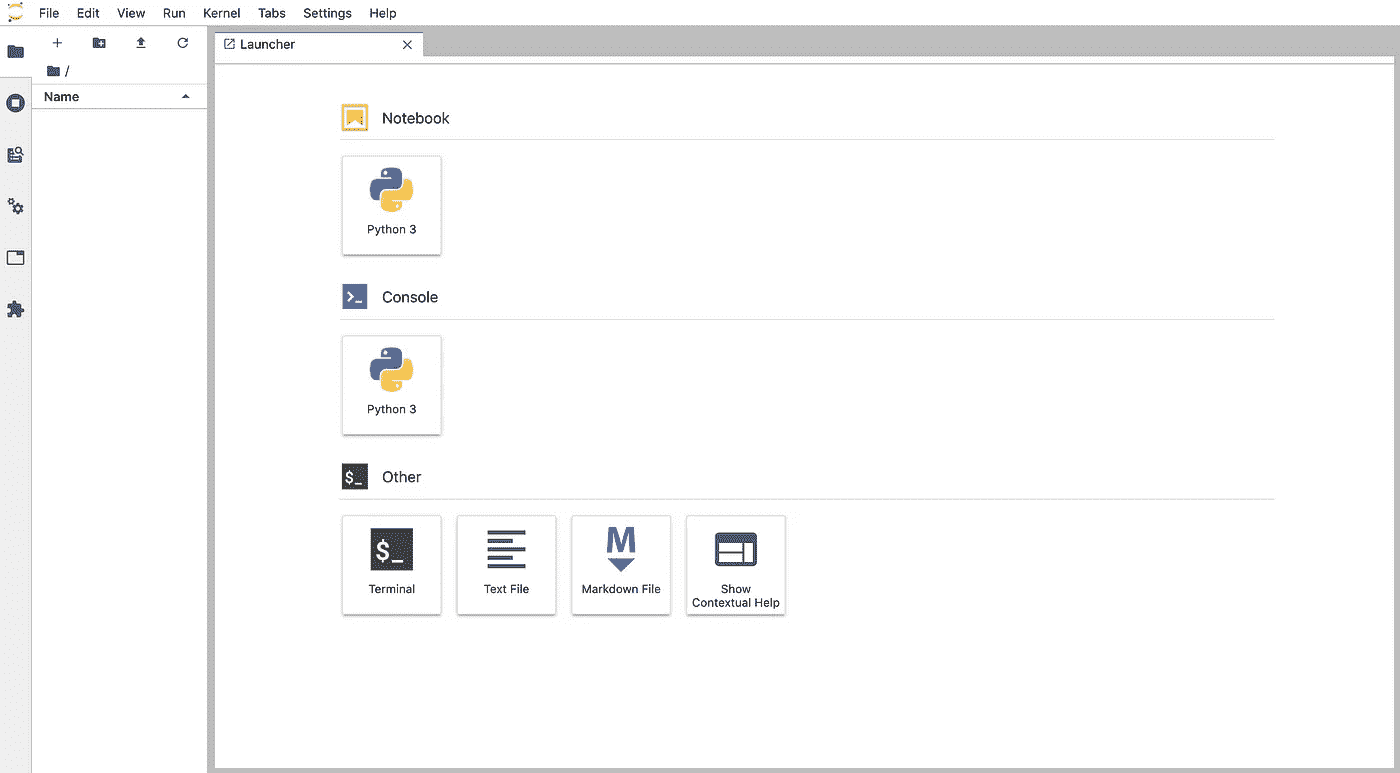 File Edit View Run Kernel Tabs Settings Help
Launcher
/
Name
Notebook
Python 3
Console
Python 3
$_ Other
$_
M
Terminal
Text File
Markdown File
Show
Contextual Help